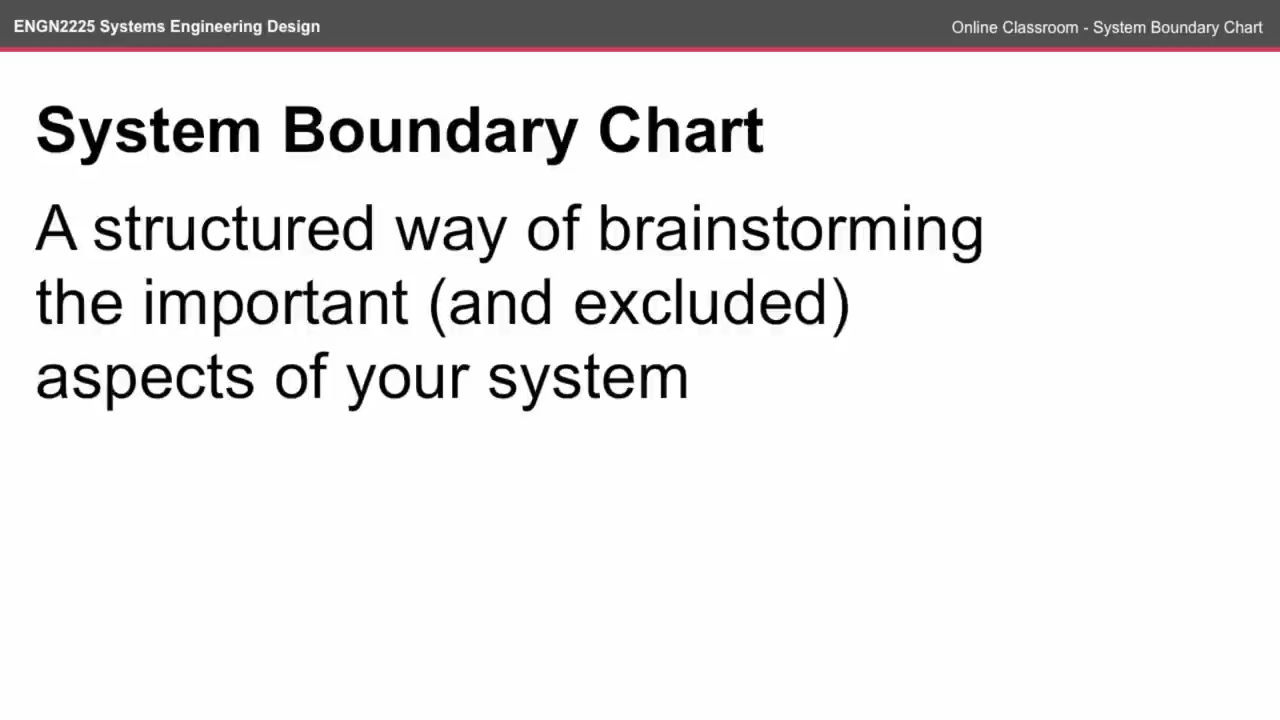 ENGN2225 Systems Engineering Design
Online Classroom - System Boundary Chart
System Boundary Chart
A structured way of brainstorming
the important (and excluded)
aspects of your system